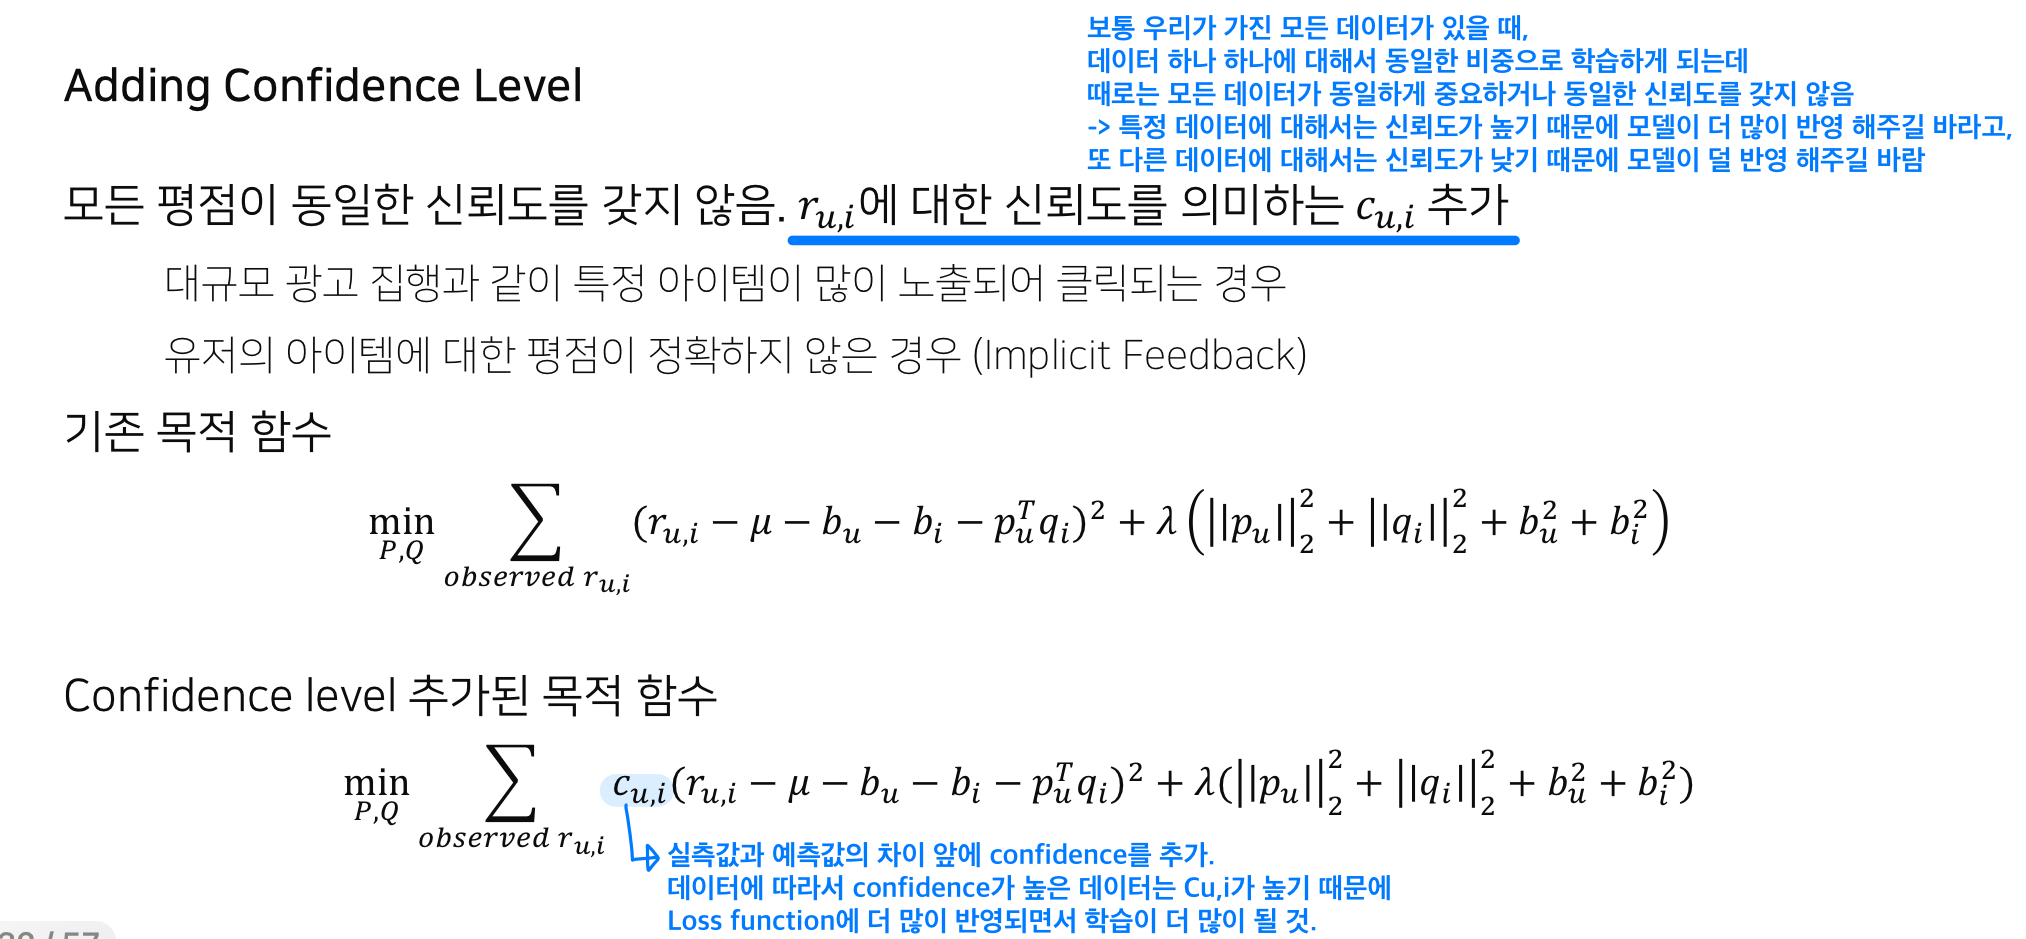 보통 우리가 가진 모든 데이터가 있을 때,
데이터 하나 하나에 대해서 동일한 비중으로 학습하게 되는데
때로는 모든 데이터가 동일하게 중요하거나 동일한 신뢰도를 갖지 않음
-> 특정 데이터에 대해서는 신뢰도가 높기 때문에 모델이 더 많이 반영 해주길 바라고,
또 다른 데이터에 대해서는 신뢰도가 낮기 때문에 모델이 덜 반영 해주길 바람
Adding Confidence Level
모든 평점이 동일한 신뢰도를 갖지 않음. r_{u,i}에 대한 신뢰도를 의미하는 c_{u,i} 추가
대규모 광고 집행과 같이 특정 아이템이 많이 노출되어 클릭되는 경우
유저의 아이템에 대한 평점이 정확하지 않은 경우 (Implicit Feedback)
기존 목적 함수
min_{P,Q} ∑_{observed r_{u,i}} (r_{u,i} − μ − b_u − b_i − p_u^T q_i)^2 + λ(||p_u||_2^2 + ||q_i||_2^2 + b_u^2 + b_i^2)
Confidence level 추가된 목적 함수
min_{P,Q} ∑_{observed r_{u,i}} c_{u,i}(r_{u,i} − μ − b_u − b_i − p_u^T q_i)^2 + λ(||p_u||_2^2 + ||q_i||_2^2 + b_u^2 + b_i^2)
실측값과 예측값의 차이 앞에 confidence를 추가.
데이터에 따라서 confidence가 높은 데이터는 Cu,i가 높기 때문에
Loss function에 더 많이 반영되면서 학습이 더 많이 될 것.